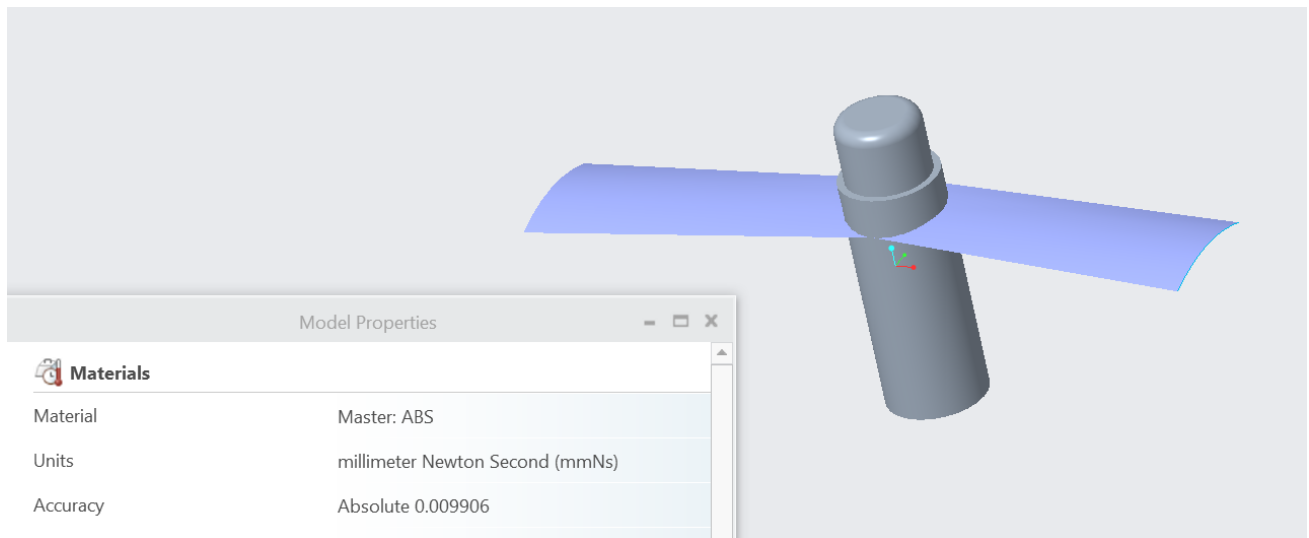 Model Properties
Materials
Material Master: ABS
Units millimeter Newton Second (mmNs)
Accuracy Absolute 0.009906